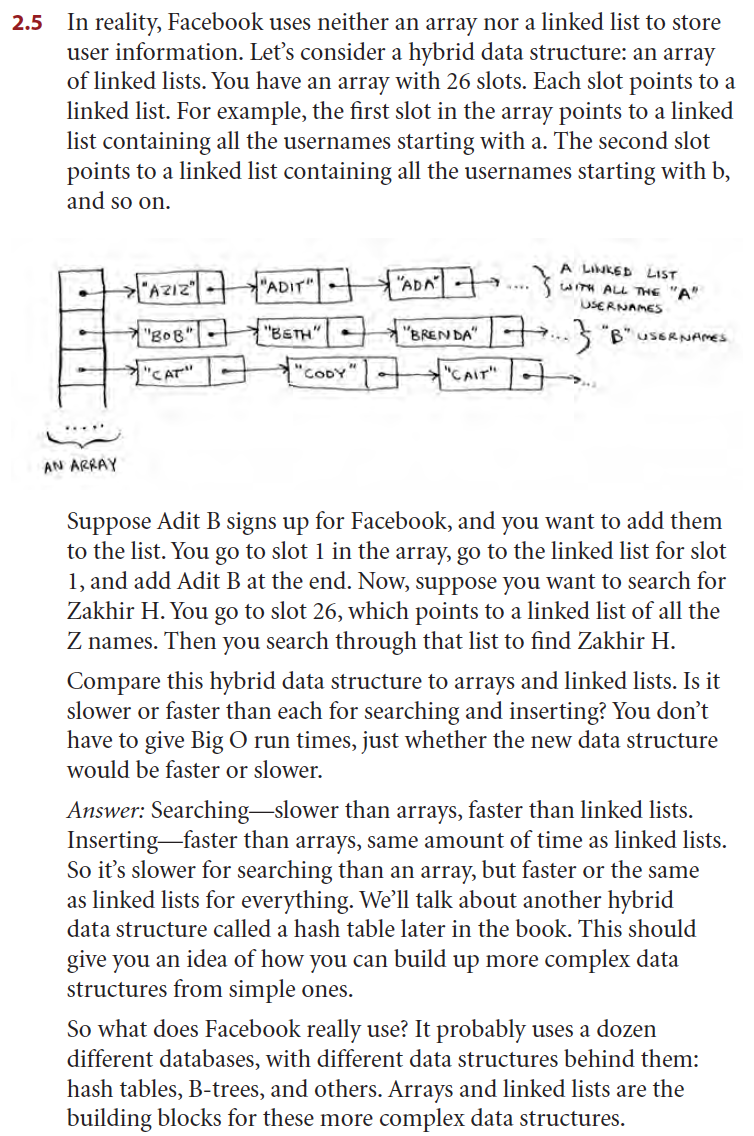 2.5 In reality, Facebook uses neither an array nor a linked list to store
user information. Let’s consider a hybrid data structure: an array
of linked lists. You have an array with 26 slots. Each slot points to a
linked list. For example, the first slot in the array points to a linked
list containing all the usernames starting with a. The second slot
points to a linked list containing all the usernames starting with b,
and so on.
"AZIZ" "ADIT" "ADA" .... } A LINKED LIST
WITH ALL THE "A"
USERNAMES
"BOB" "BETH" "BRENDA" ... } "B" USERNAMES
"CAT" "CODY" "CAIT" ...
.....
AN ARRAY
Suppose Adit B signs up for Facebook, and you want to add them
to the list. You go to slot 1 in the array, go to the linked list for slot
1, and add Adit B at the end. Now, suppose you want to search for
Zakhir H. You go to slot 26, which points to a linked list of all the
Z names. Then you search through that list to find Zakhir H.
Compare this hybrid data structure to arrays and linked lists. Is it
slower or faster than each for searching and inserting? You don’t
have to give Big O run times, just whether the new data structure
would be faster or slower.
Answer: Searching—slower than arrays, faster than linked lists.
Inserting—faster than arrays, same amount of time as linked lists.
So it’s slower for searching than an array, but faster or the same
as linked lists for everything. We’ll talk about another hybrid
data structure called a hash table later in the book. This should
give you an idea of how you can build up more complex data
structures from simple ones.
So what does Facebook really use? It probably uses a dozen
different databases, with different data structures behind them:
hash tables, B-trees, and others. Arrays and linked lists are the
building blocks for these more complex data structures.